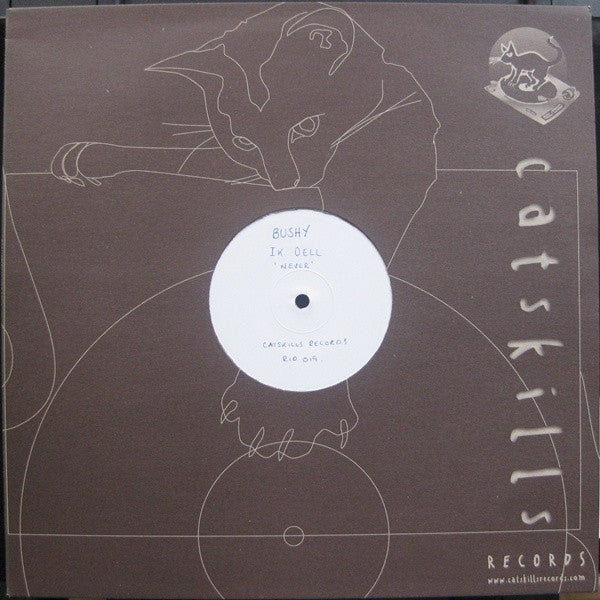 BUSHY
IK DELL
'NEVER'
CATSKILLS RECORDS
RID 019.
catskills
RECORDS
www.catskillsrecords.com